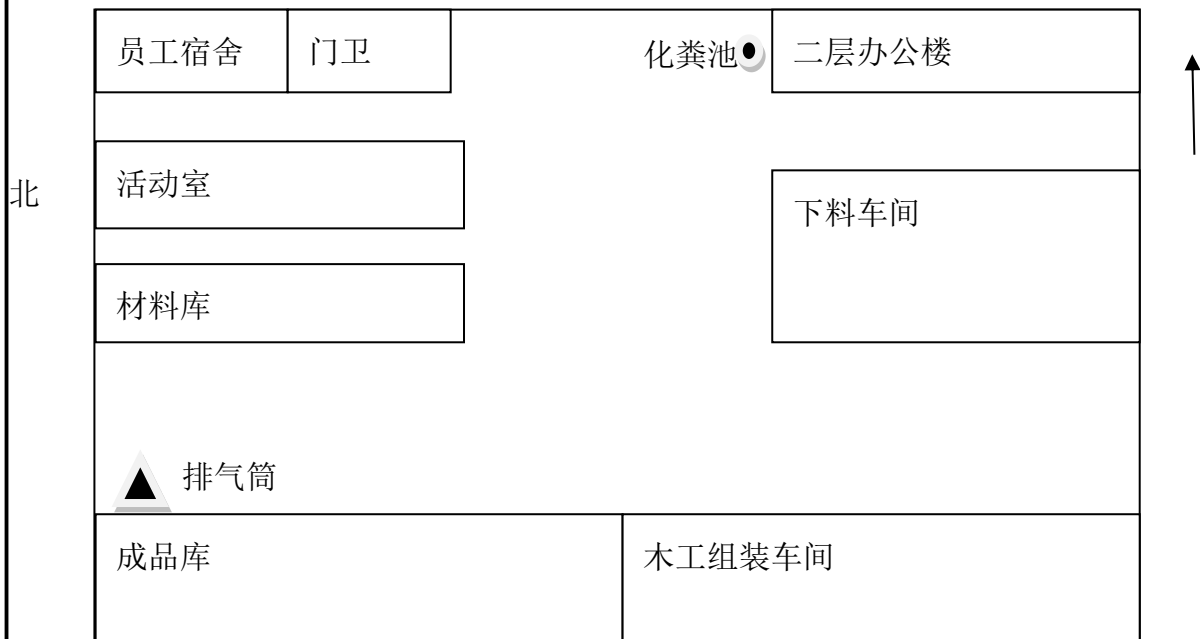 员工宿舍
门卫
化粪池
二层办公楼
北
活动室
下料车间
材料库
排气筒
成品库
木工组装车间